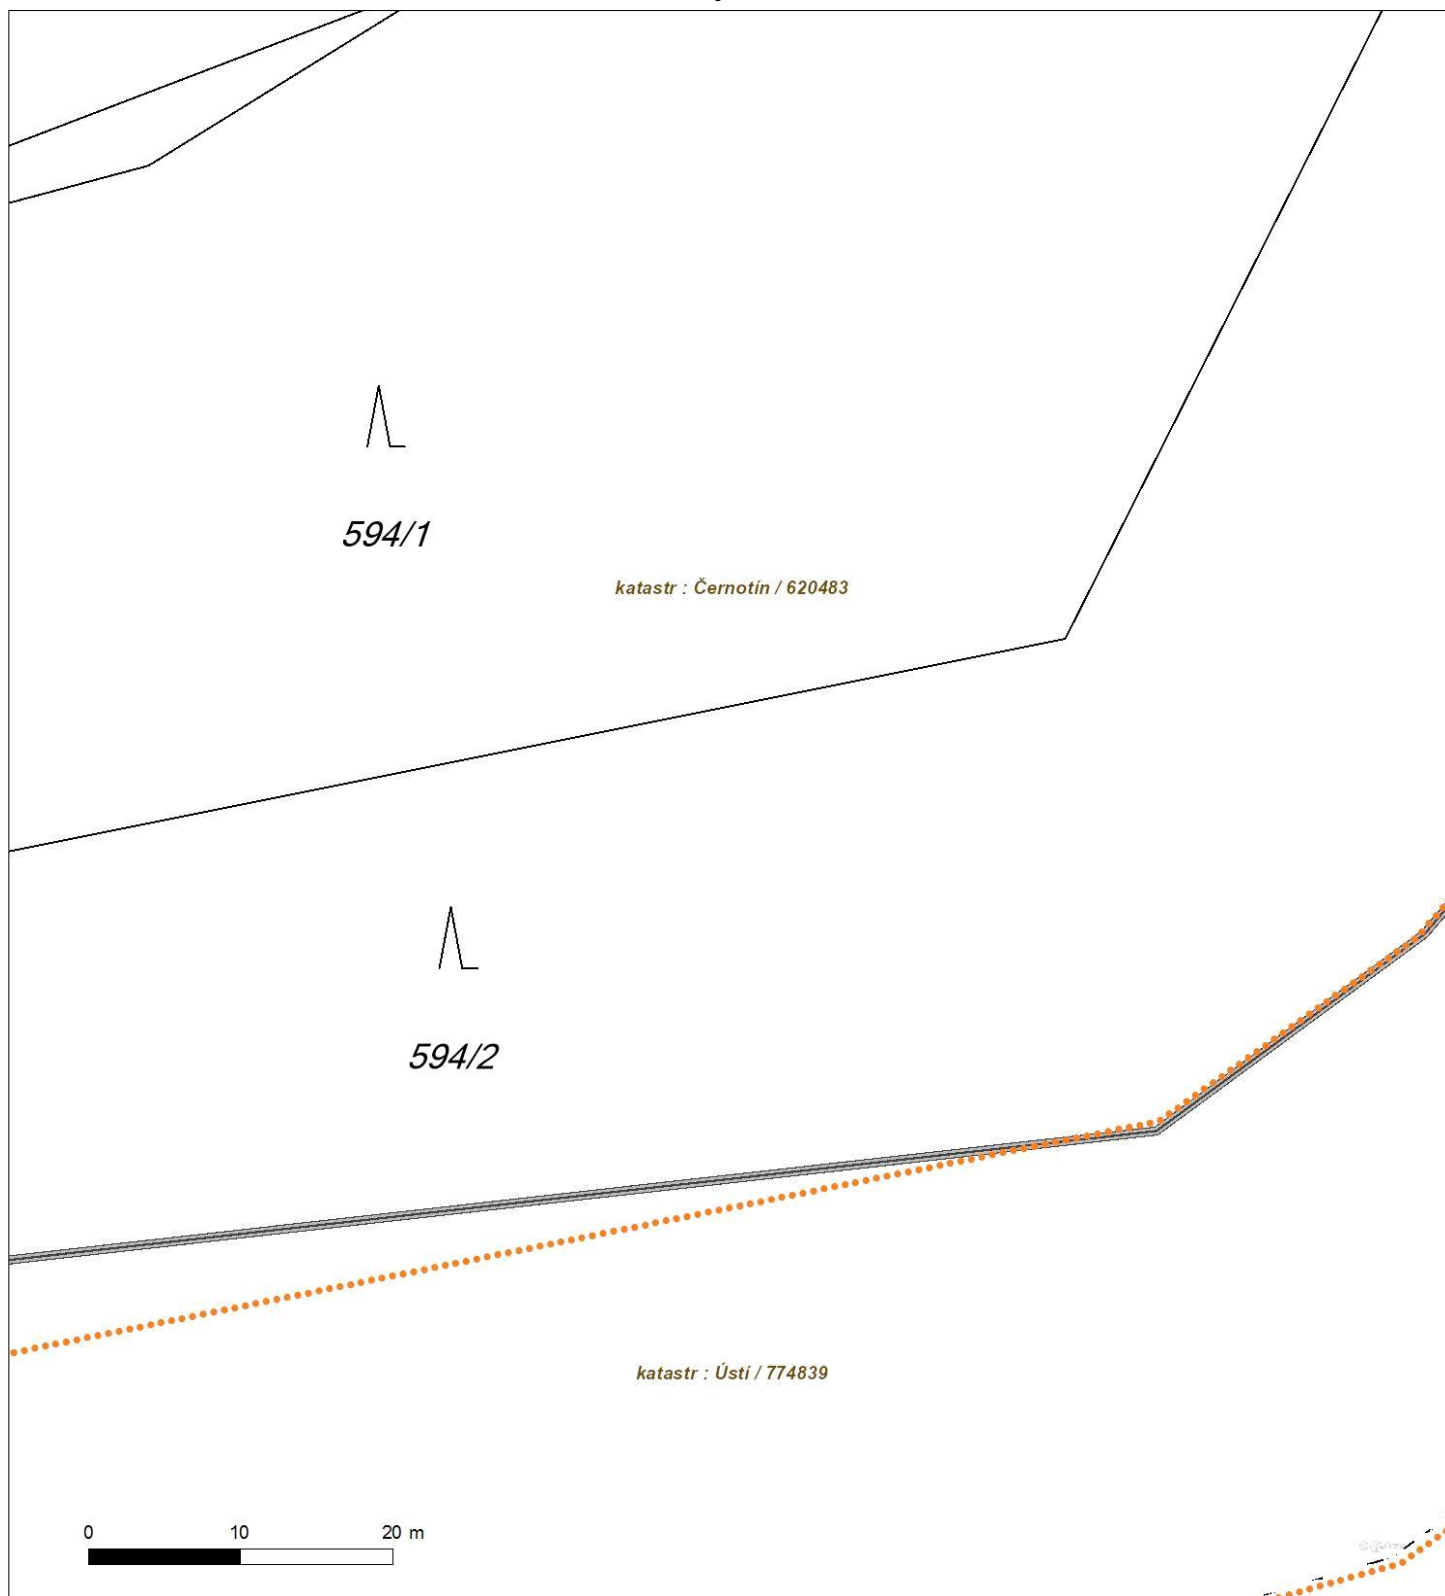 594/1
katastr : Černotín / 620483
594/2
katastr : Ústí / 774839
0 10 20 m